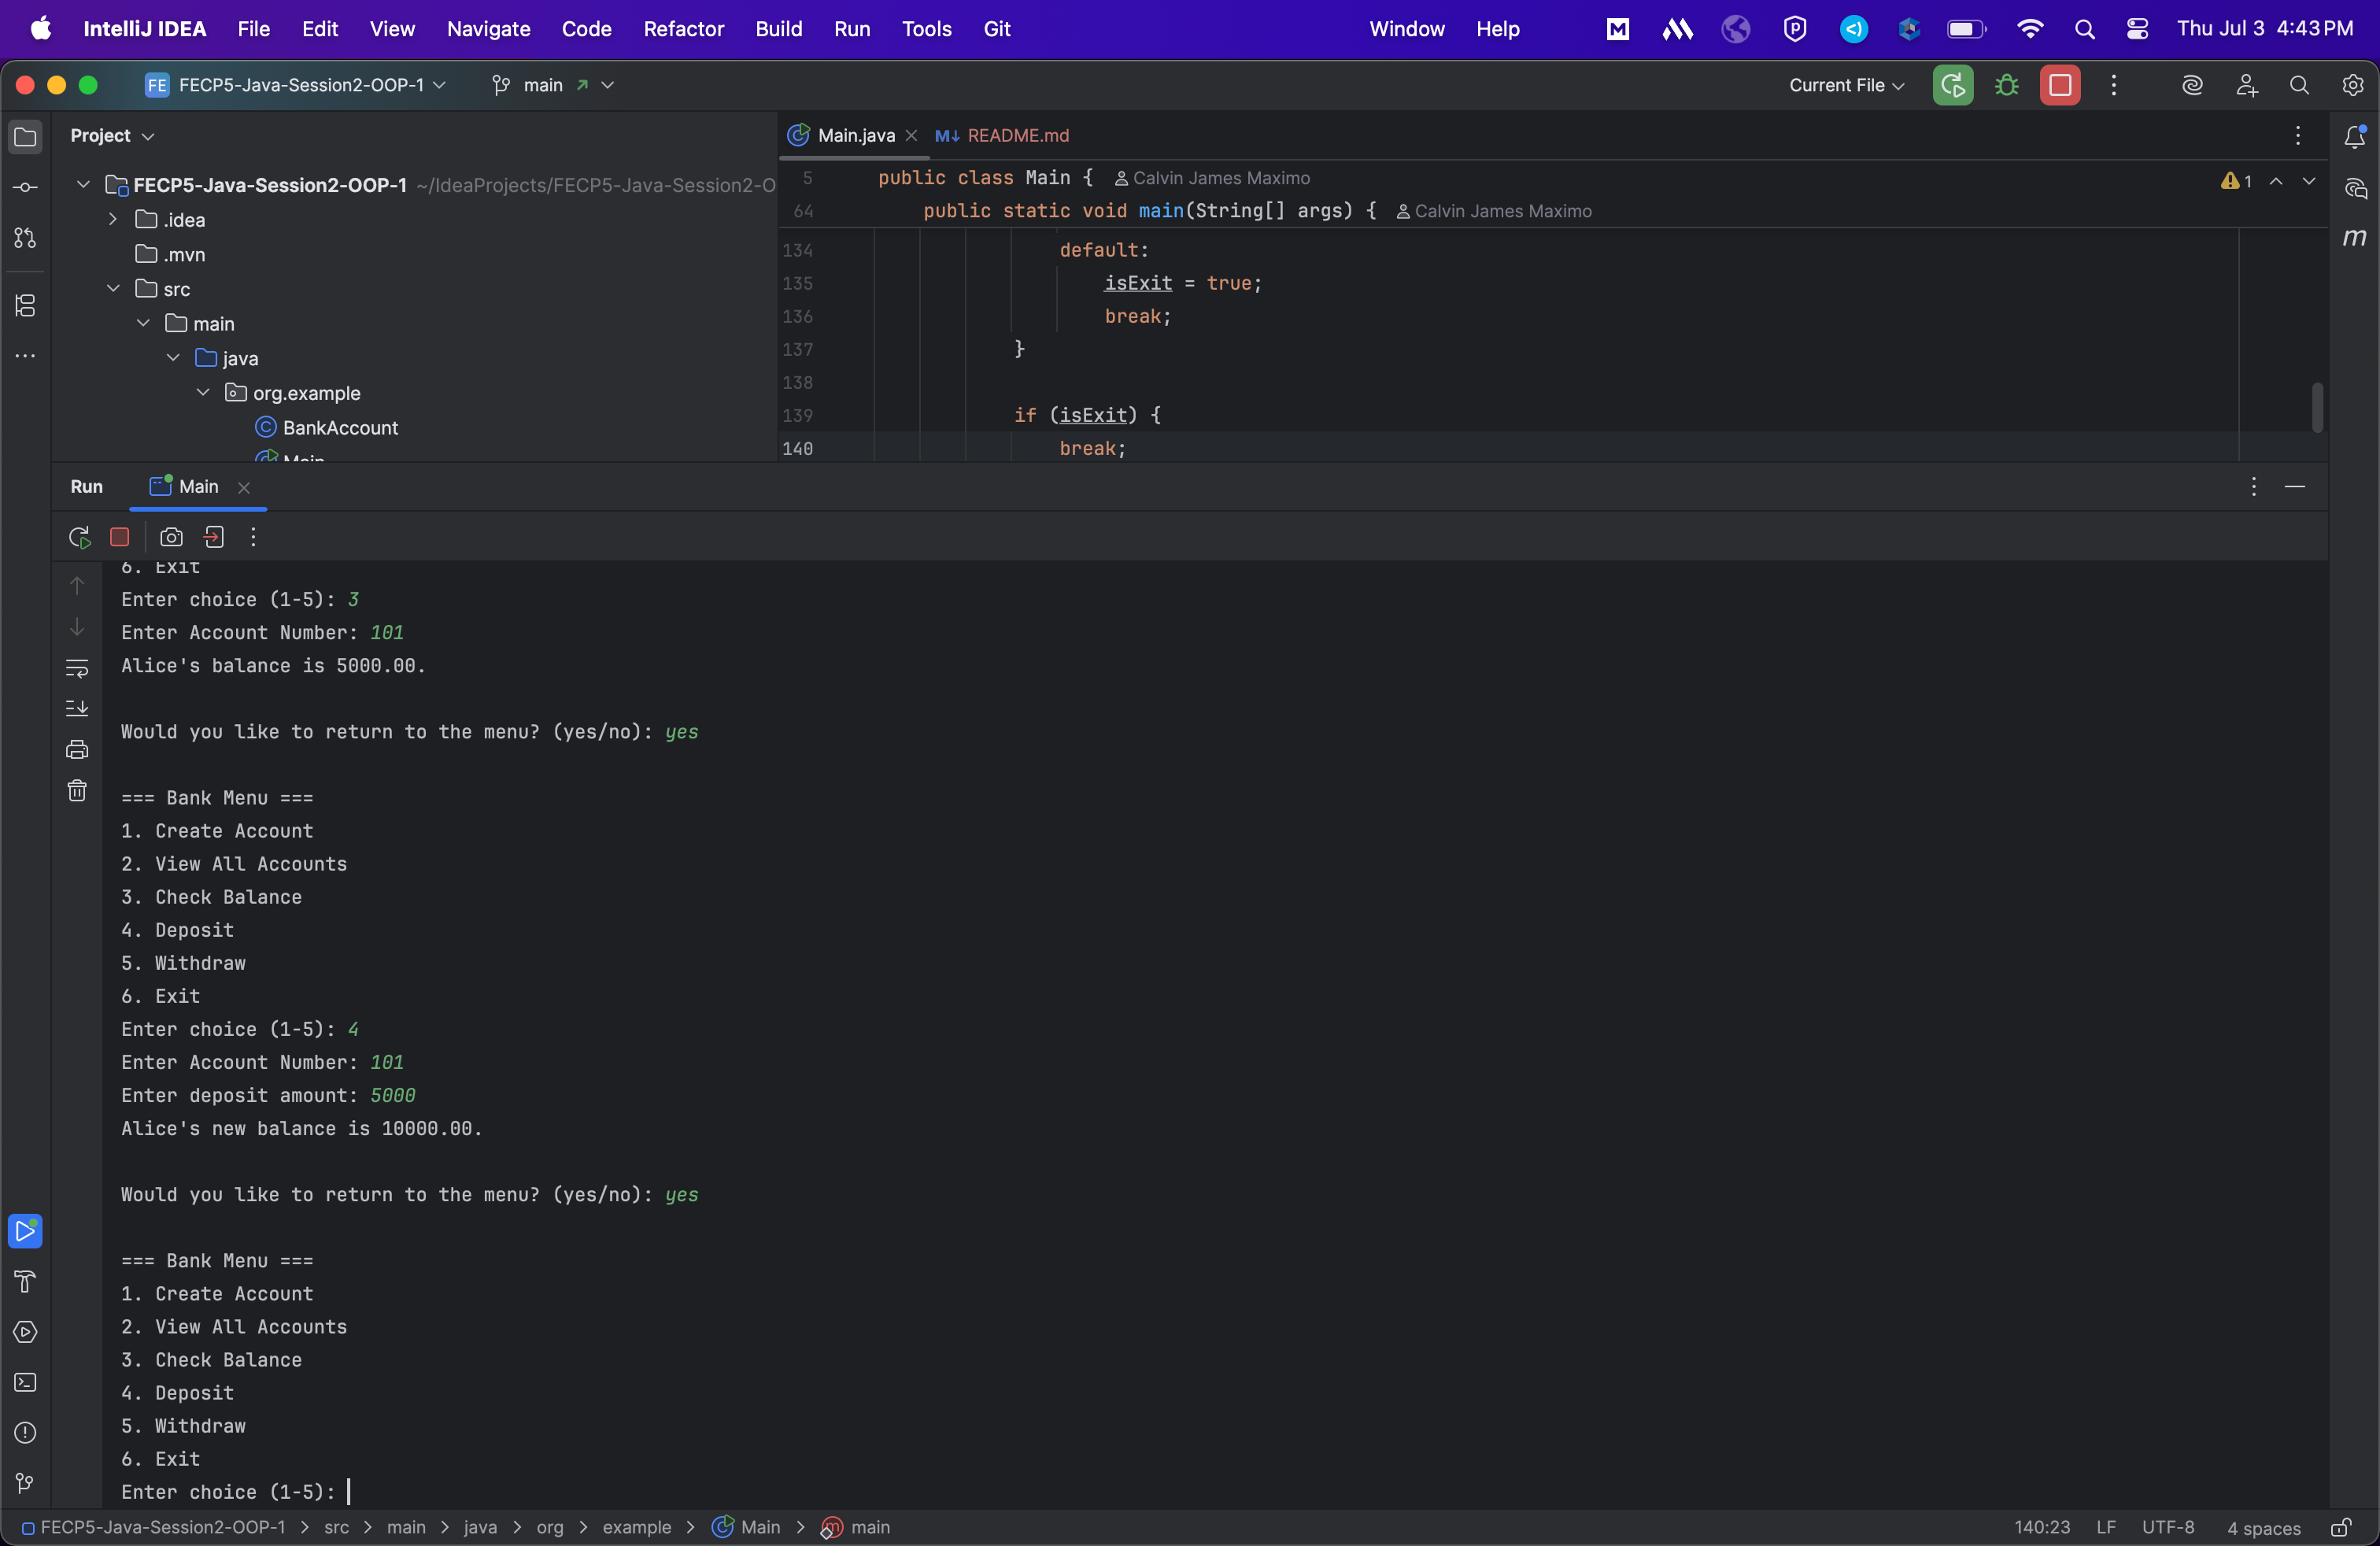 IntelliJ IDEA File Edit View Navigate Code Refactor Build Run Tools Git Window Help Thu Jul 3 4:43 PM
FE FECP5-Java-Session2-OOP-1 main Current File
Project
Main.java README.md
FECP5-Java-Session2-OOP-1 ~/IdeaProjects/FECP5-Java-Session2-O
.idea
.mvn
src
main
java
org.example
BankAccount
Main
5 public class Main { Calvin James Maximo
1
64 public static void main(String[] args) { Calvin James Maximo
134 default:
135 isExit = true;
136 break;
137 }
138
139 if (isExit) {
140 break;
Run Main
6. Exit
Enter choice (1-5): 3
Enter Account Number: 101
Alice's balance is 5000.00.
Would you like to return to the menu? (yes/no): yes
=== Bank Menu ===
1. Create Account
2. View All Accounts
3. Check Balance
4. Deposit
5. Withdraw
6. Exit
Enter choice (1-5): 4
Enter Account Number: 101
Enter deposit amount: 5000
Alice's new balance is 10000.00.
Would you like to return to the menu? (yes/no): yes
=== Bank Menu ===
1. Create Account
2. View All Accounts
3. Check Balance
4. Deposit
5. Withdraw
6. Exit
Enter choice (1-5):
FECP5-Java-Session2-OOP-1 > src > main > java > org > example > Main > main 140:23 LF UTF-8 4 spaces